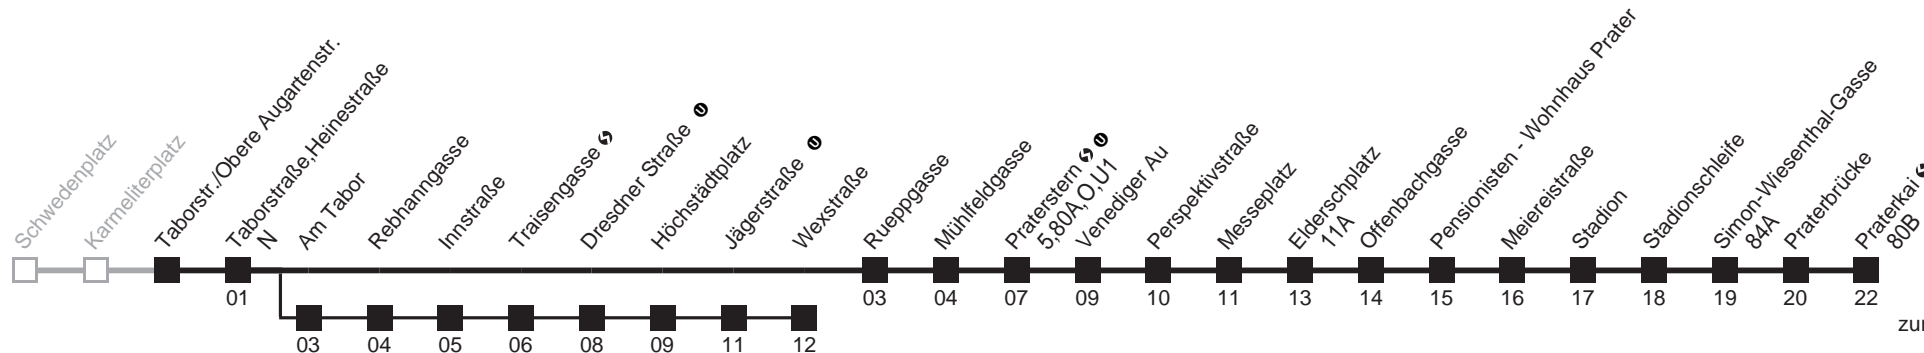 Schwedenplatz
Karmeliterplatz
Taborstr./Obere Augartenstr.
Taborstraße,Heinestraße
N
Am Tabor
Rebhanngasse
Innstraße
Traisengasse S
Dresdner Straße U
Höchstädtplatz
Jägerstraße U
Wexstraße
Rueppgasse
Mühlfeldgasse
Praterstern S U
5,80A,O,U1
Venediger Au
Perspektivstraße
Messeplatz
Elderschplatz
11A
Offenbachgasse
Pensionisten - Wohnhaus Prater
Meiereistraße
Stadion
Stadionschleife
Simon-Wiesenthal-Gasse
84A
Praterbrücke
Praterkai S
80B
01 03 04 07 09 10 11 13 14 15 16 17 18 19 20 22
zur
03 04 05 06 08 09 11 12